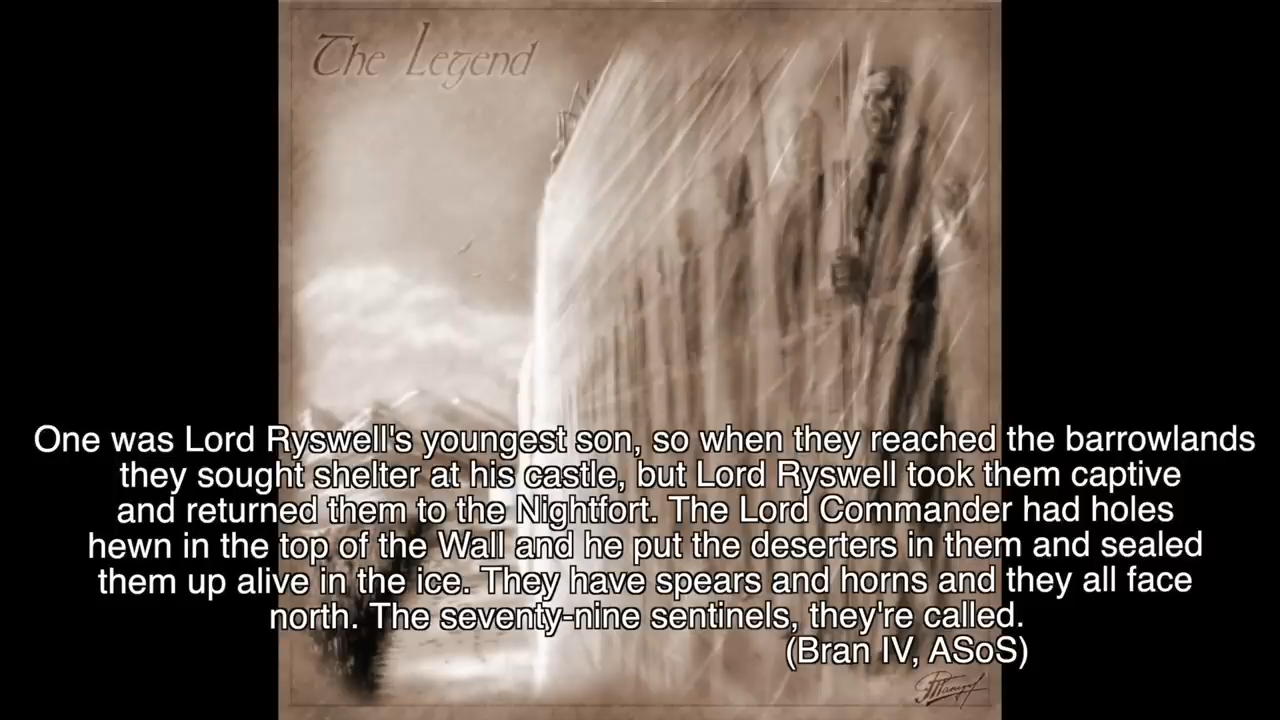 The Legend
One was Lord Ryswell's youngest son, so when they reached the barrowlands
they sought shelter at his castle, but Lord Ryswell took them captive
and returned them to the Nightfort. The Lord Commander had holes
hewn in the top of the Wall and he put the deserters in them and sealed
them up alive in the ice. They have spears and horns and they all face
north. The seventy-nine sentinels, they're called.
(Bran IV, ASoS)